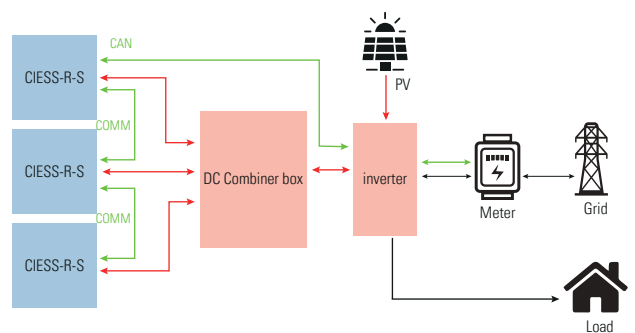 CAN
CIESS-R-S
PV
COMM
CIESS-R-S
DC Combiner box
inverter
Meter
Grid
COMM
CIESS-R-S
Load